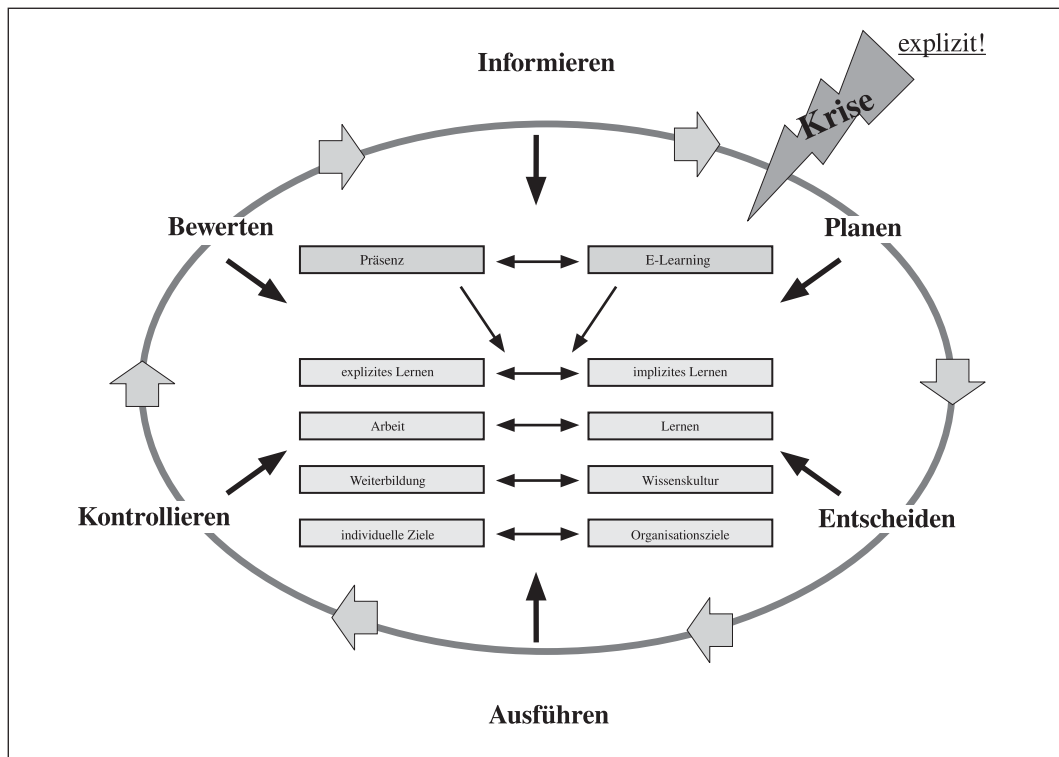 explizit!
Informieren
Krise
Bewerten
Planen
Präsenz
E-Learning
explizites Lernen
implizites Lernen
Arbeit
Lernen
Weiterbildung
Wissenskultur
Kontrollieren
Entscheiden
individuelle Ziele
Organisationsziele
Ausführen